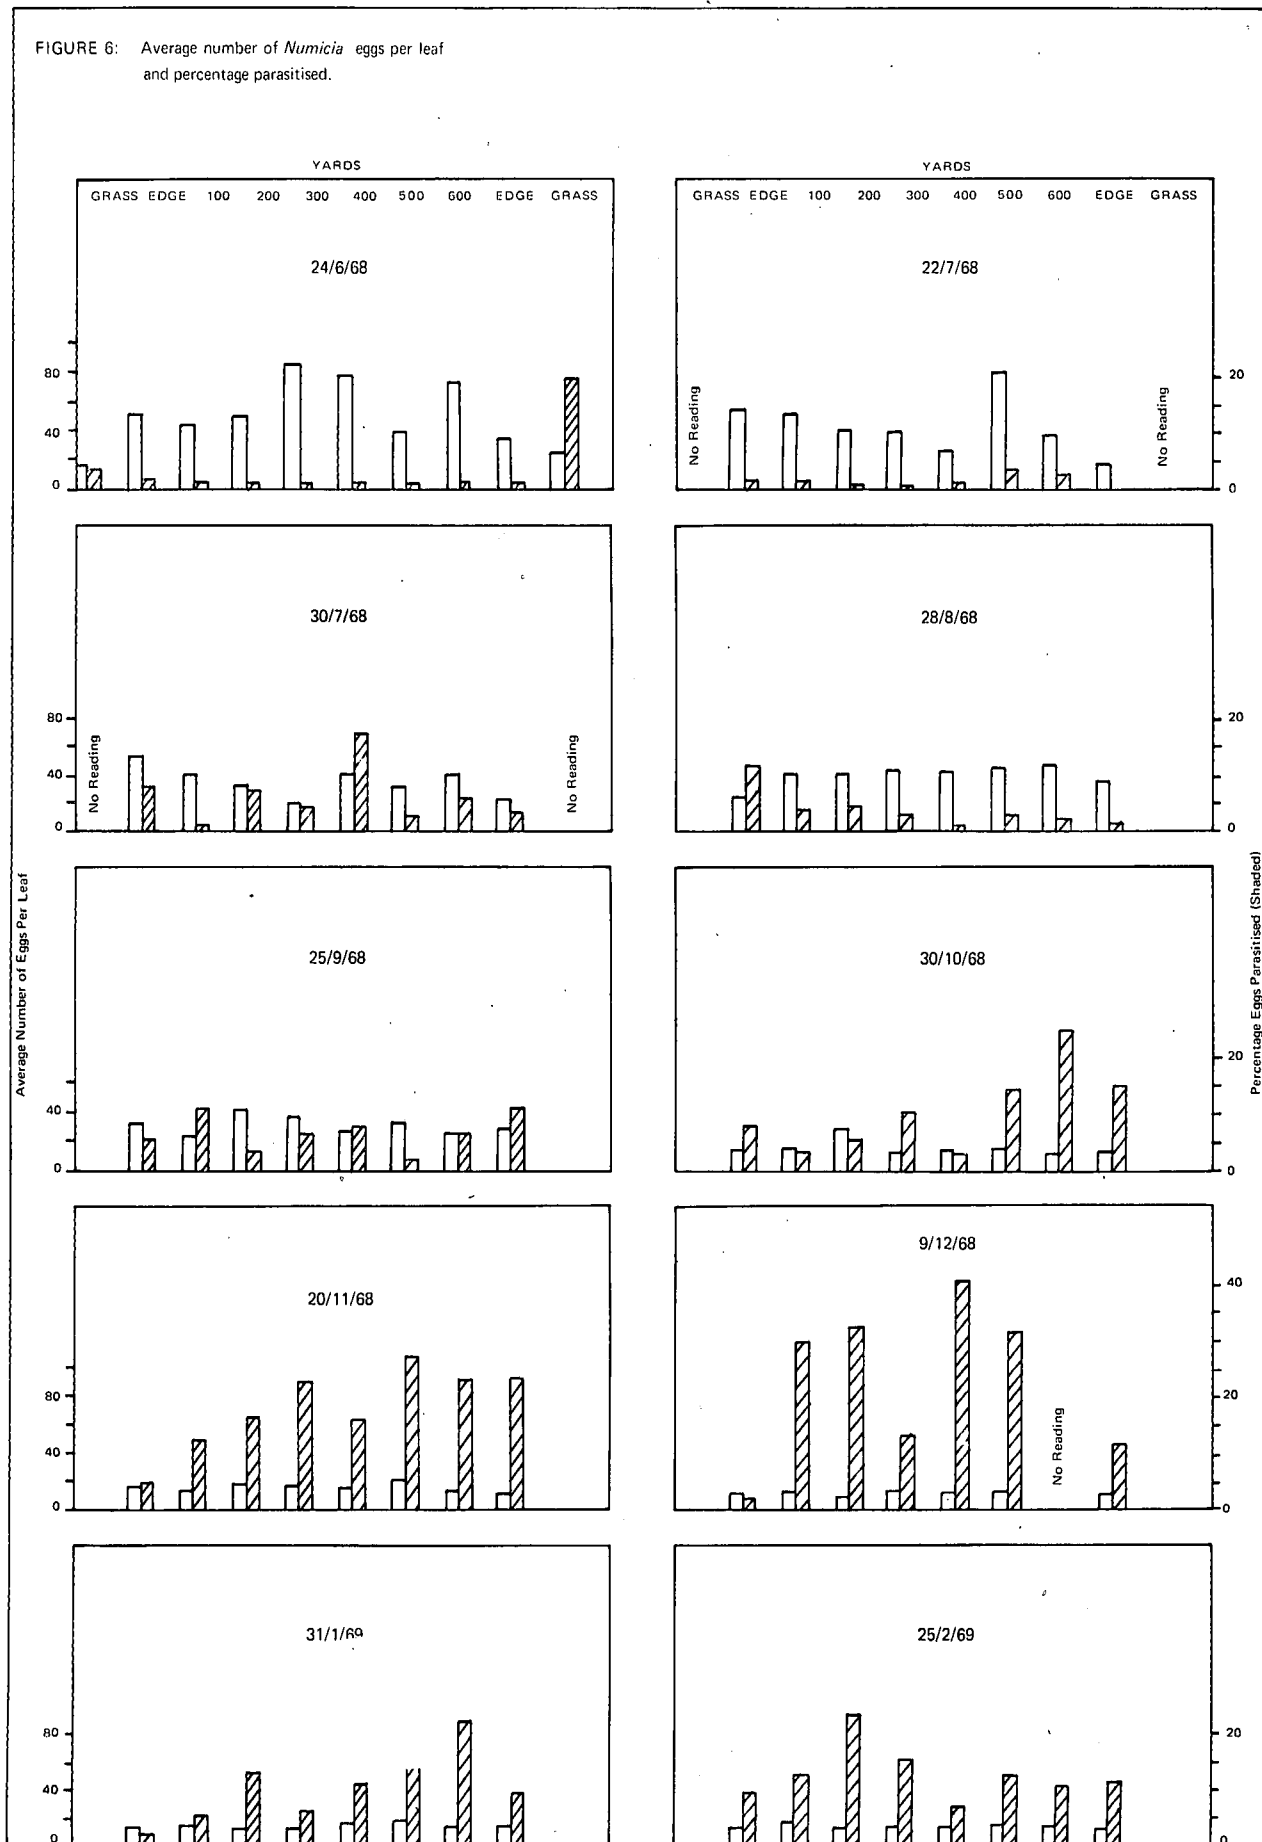 FIGURE 6: Average number of Numicia eggs per leaf
and percentage parasitised.
YARDS
GRASS EDGE 100 200 300 400 500 600 EDGE GRASS
24/6/68
80
40
0
YARDS
GRASS EDGE 100 200 300 400 500 600 EDGE GRASS
22/7/68
No Reading
No Reading
20
0
30/7/68
80
40
0
No Reading
No Reading
28/8/68
20
0
Average Number of Eggs Per Leaf
25/9/68
40
0
30/10/68
20
0
Percentage Eggs Parasitised (Shaded)
20/11/68
80
40
0
9/12/68
No Reading
40
20
0
31/1/69
80
40
0
25/2/69
20
0